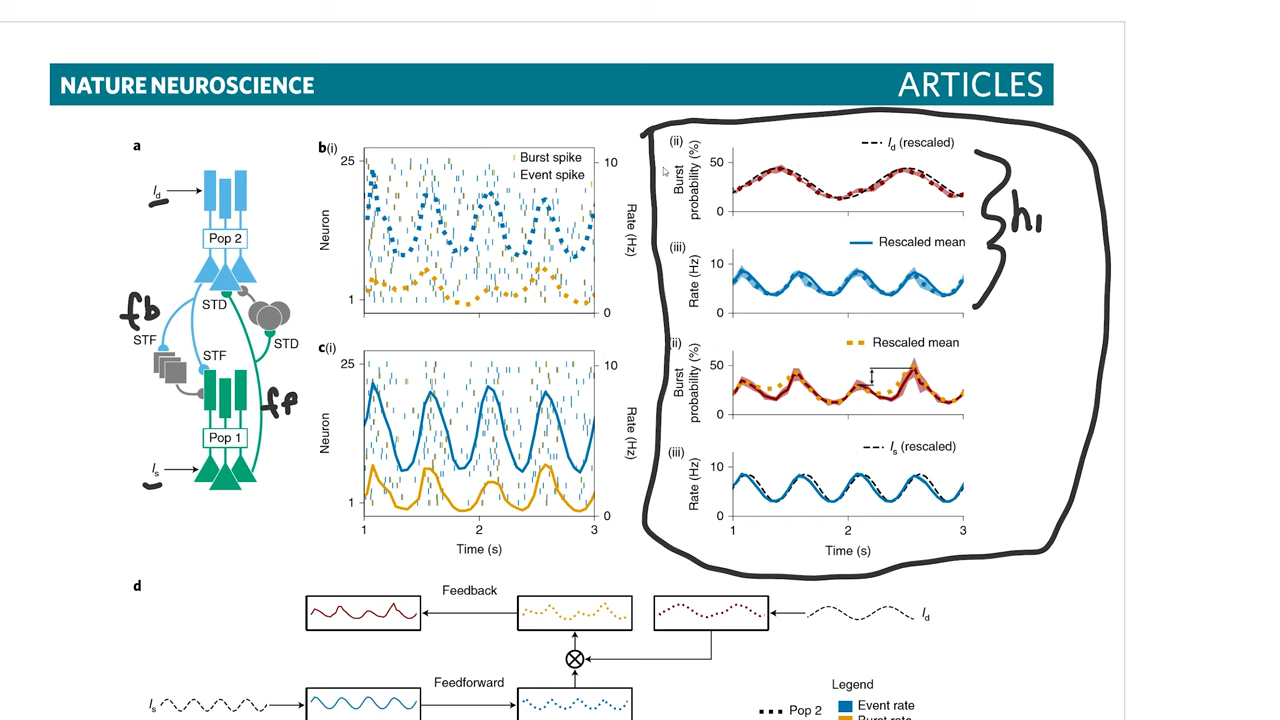 NATURE NEUROSCIENCE
ARTICLES
a
I_d
Pop 2
fb
STD
STF
STF
STD
fP
Pop 1
I_s
b(i)
Burst spike
Event spike
25
1
Neuron
10
0
Rate (Hz)
c(i)
25
1
Neuron
10
0
Rate (Hz)
1
2
3
Time (s)
(ii)
I_d (rescaled)
Burst
probability (%)
50
0
(iii)
Rescaled mean
Rate (Hz)
10
0
h1
(ii)
Rescaled mean
Burst
probability (%)
50
0
(iii)
I_s (rescaled)
Rate (Hz)
10
0
1
2
3
Time (s)
d
Feedback
I_d
Feedforward
I_s
Legend
Pop 2
Event rate
Burst rate